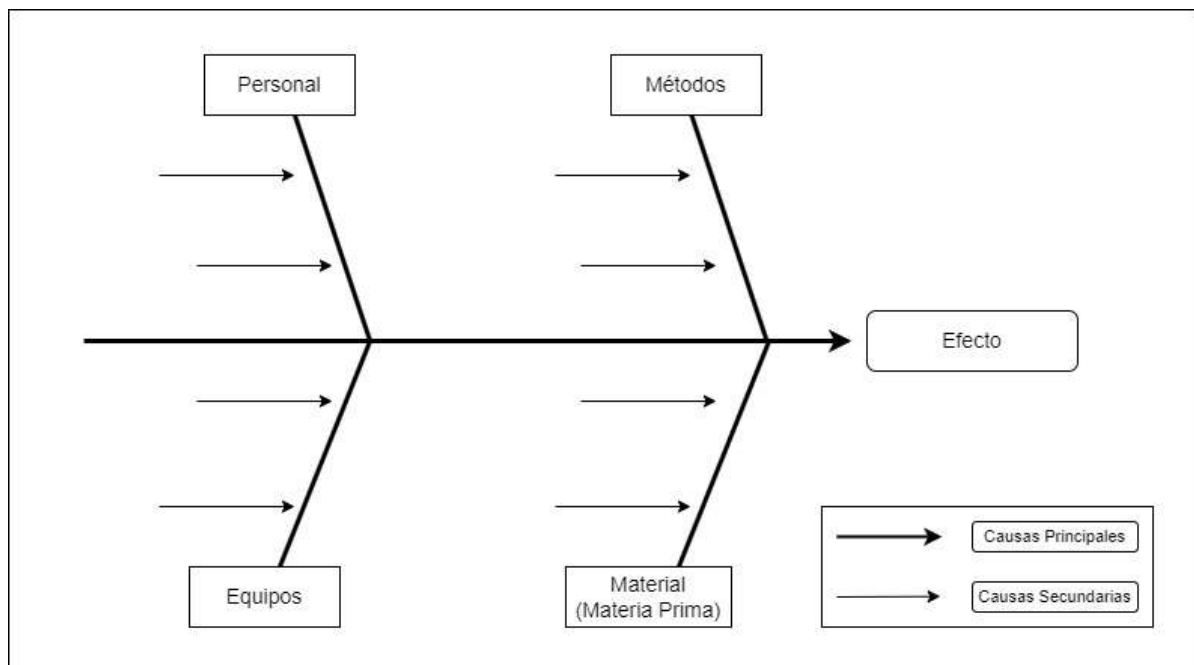 Personal
Métodos
Efecto
Equipos
Material
(Materia Prima)
Causas Principales
Causas Secundarias